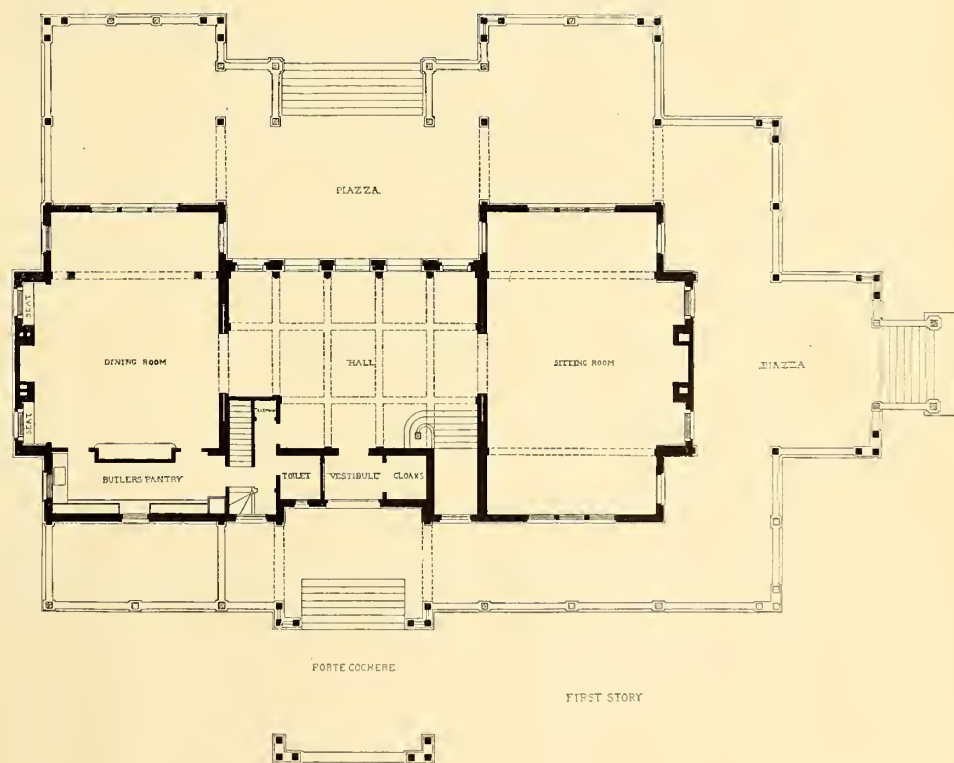 PIAZZA
SEAT
DINING ROOM
HALL
SITTING ROOM
PIAZZA
SEAT
BUTLERS PANTRY
TOILET
VESTIBULE
CLOAKS
PORTE COCHERE
FIRST STORY